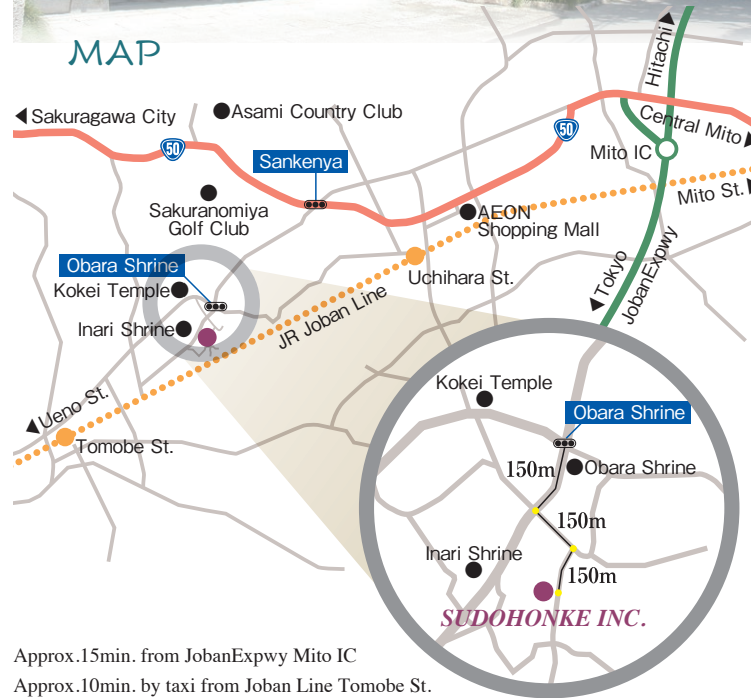 MAP
Hitachi
Sakuragawa City
Asami Country Club
50
50
Central Mito
Mito IC
Sankenya
Mito St.
Sakuranomiya
Golf Club
AEON
Shopping Mall
Obara Shrine
Uchihara St.
Kokei Temple
Tokyo
JobanExpwy
JR Joban Line
Inari Shrine
Ueno St.
Tomobe St.
Kokei Temple
Obara Shrine
Obara Shrine
150m
150m
Inari Shrine
150m
SUDOHONKE INC.
Approx.15min. from JobanExpwy Mito IC
Approx.10min. by taxi from Joban Line Tomobe St.